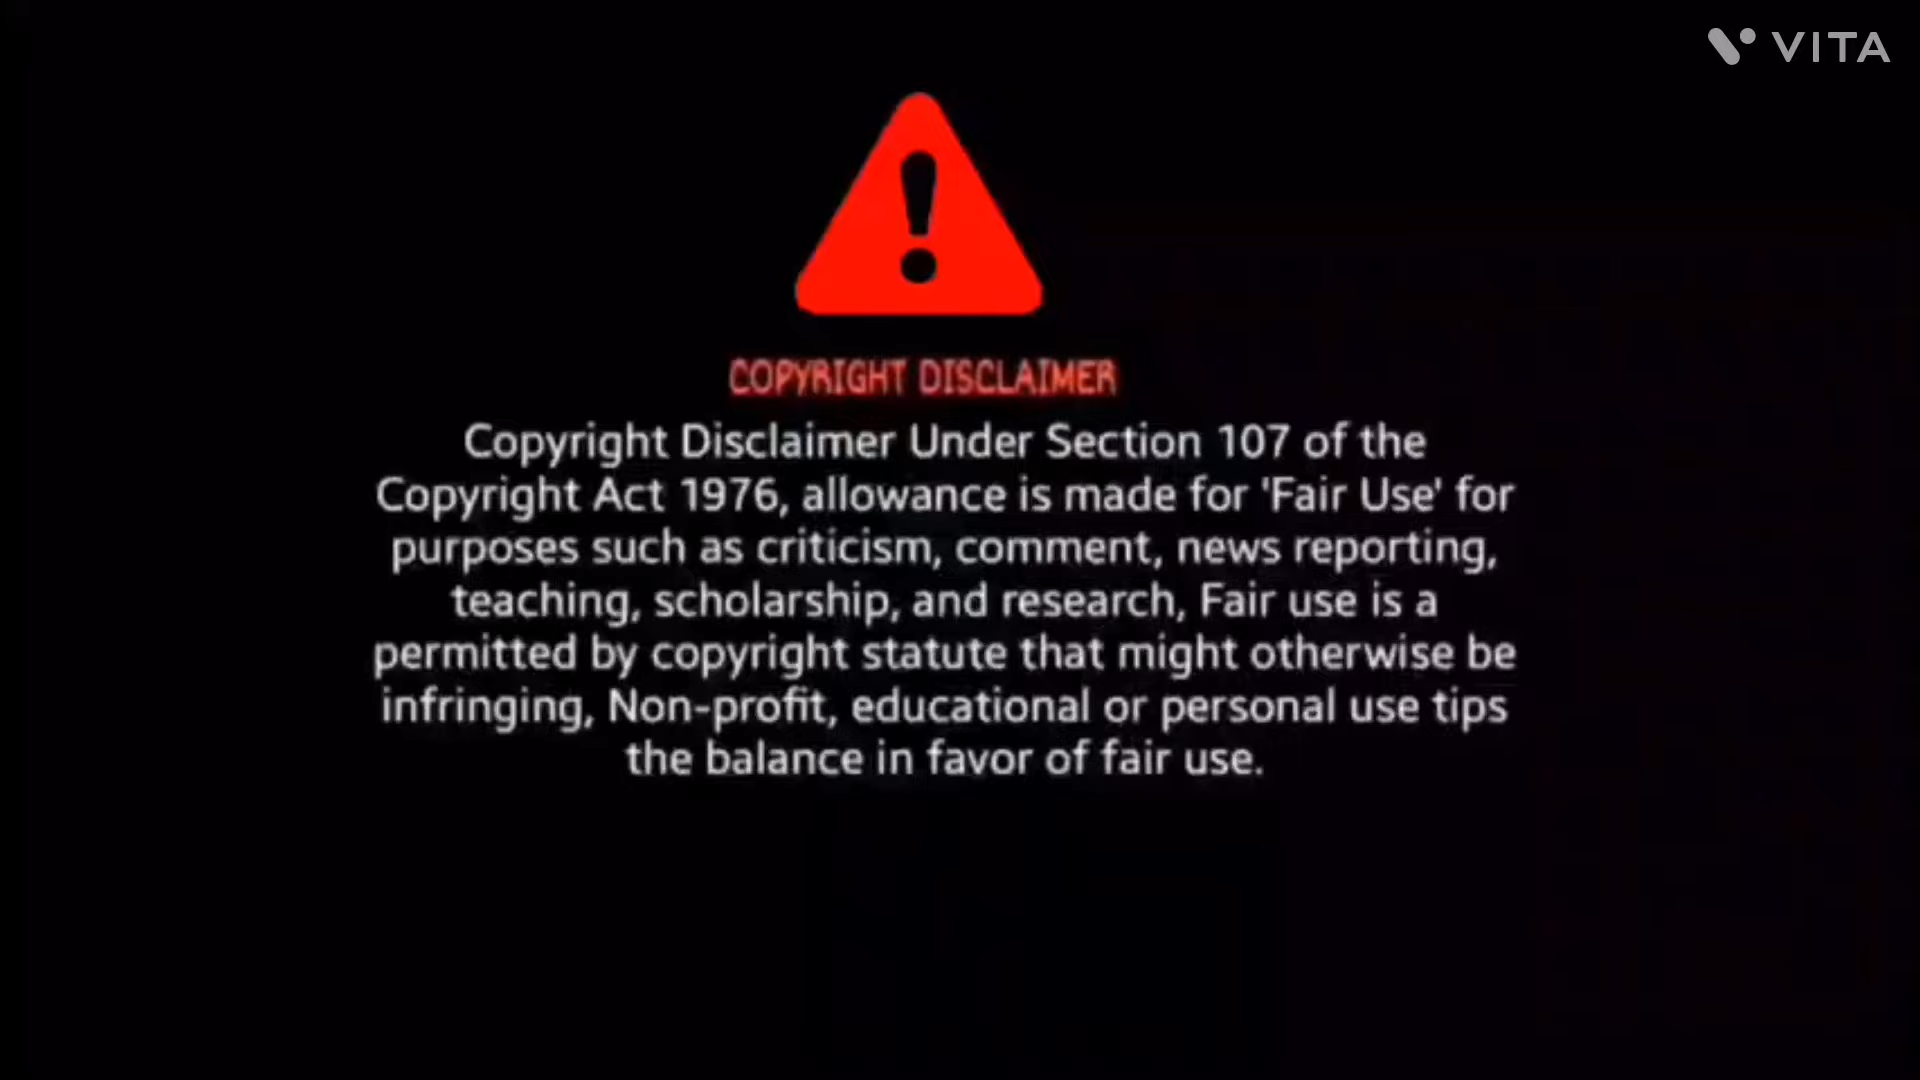 VITA
COPYRIGHT DISCLAIMER
Copyright Disclaimer Under Section 107 of the
Copyright Act 1976, allowance is made for 'Fair Use' for
purposes such as criticism, comment, news reporting,
teaching, scholarship, and research, Fair use is a
permitted by copyright statute that might otherwise be
infringing, Non-profit, educational or personal use tips
the balance in favor of fair use.